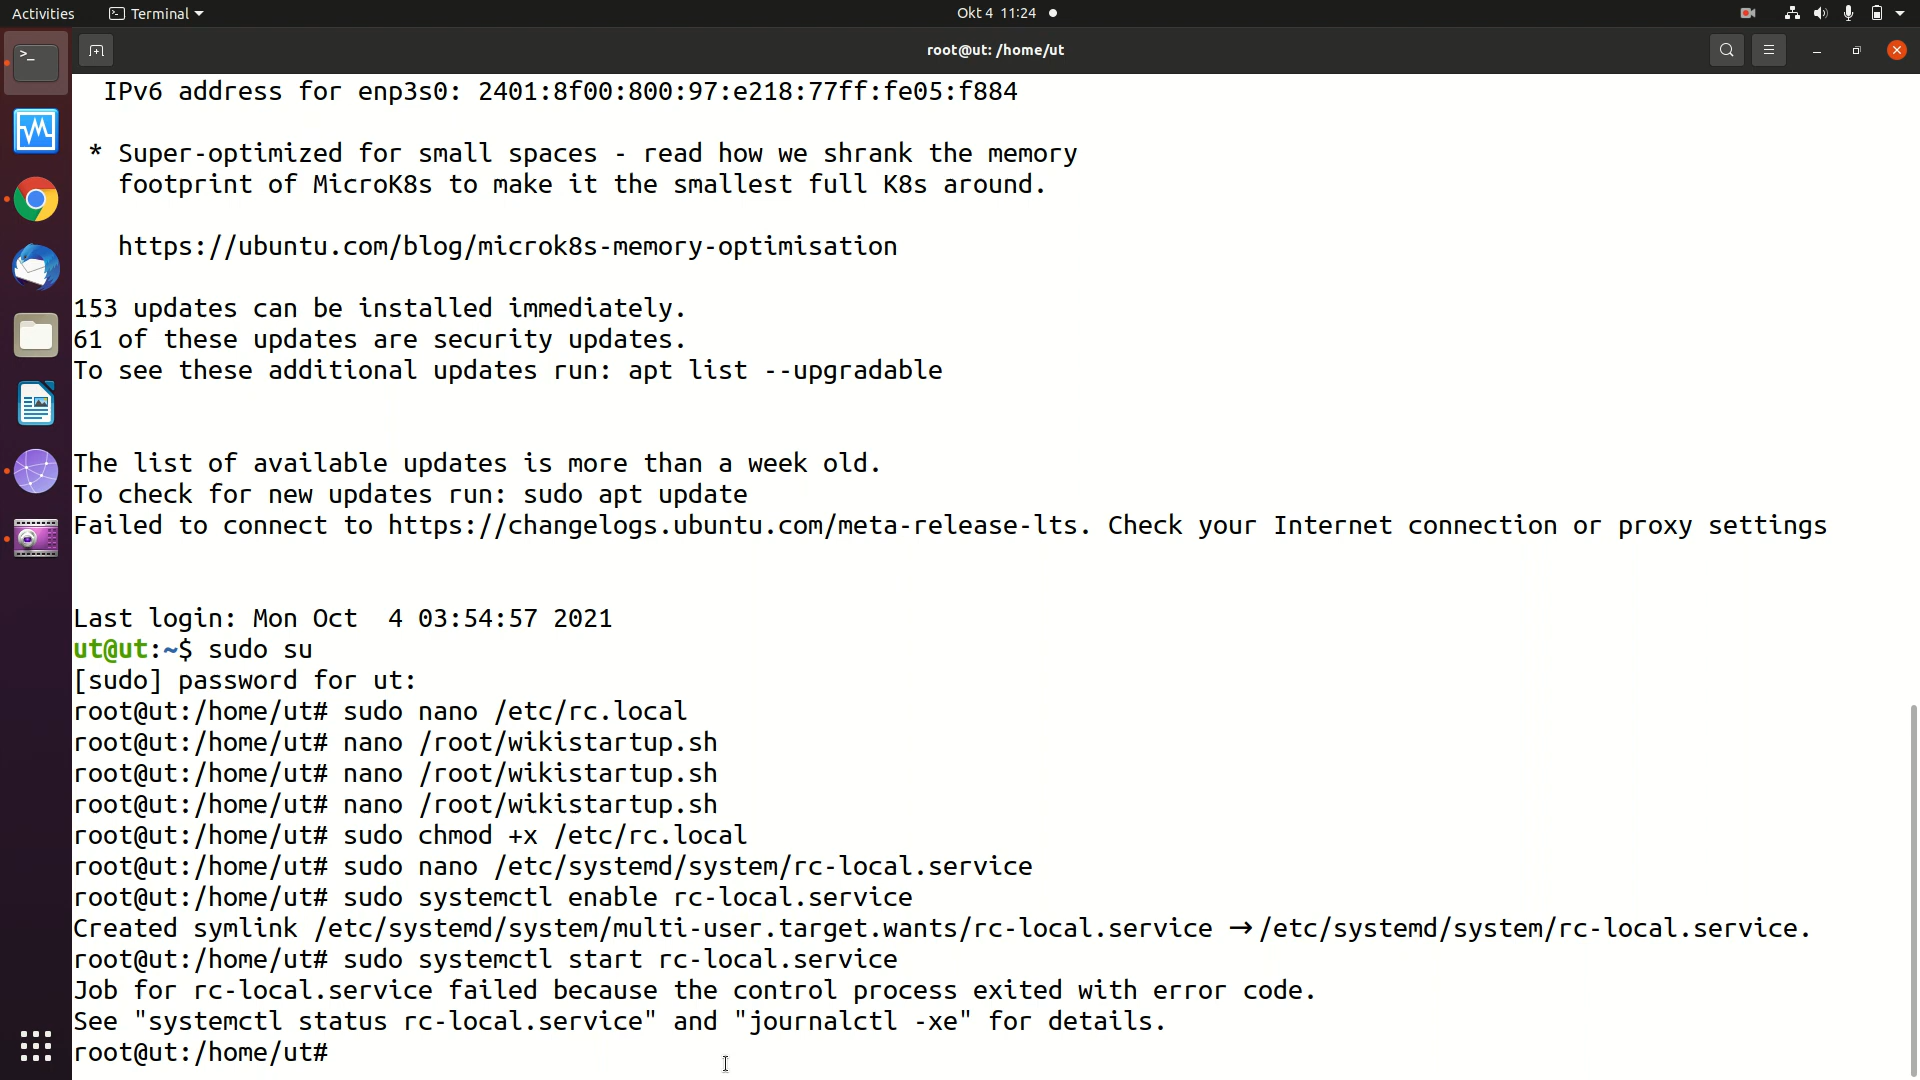 Activities
Terminal
Okt 4 11:24
root@ut: /home/ut
IPv6 address for enp3s0: 2401:8f00:800:97:e218:77ff:fe05:f884
* Super-optimized for small spaces - read how we shrank the memory
footprint of MicroK8s to make it the smallest full K8s around.
https://ubuntu.com/blog/microk8s-memory-optimisation
153 updates can be installed immediately.
61 of these updates are security updates.
To see these additional updates run: apt list --upgradable
The list of available updates is more than a week old.
To check for new updates run: sudo apt update
Failed to connect to https://changelogs.ubuntu.com/meta-release-lts. Check your Internet connection or proxy settings
Last login: Mon Oct  4 03:54:57 2021
ut@ut:~$ sudo su
[sudo] password for ut:
root@ut:/home/ut# sudo nano /etc/rc.local
root@ut:/home/ut# nano /root/wikistartup.sh
root@ut:/home/ut# nano /root/wikistartup.sh
root@ut:/home/ut# nano /root/wikistartup.sh
root@ut:/home/ut# sudo chmod +x /etc/rc.local
root@ut:/home/ut# sudo nano /etc/systemd/system/rc-local.service
root@ut:/home/ut# sudo systemctl enable rc-local.service
Created symlink /etc/systemd/system/multi-user.target.wants/rc-local.service → /etc/systemd/system/rc-local.service.
root@ut:/home/ut# sudo systemctl start rc-local.service
Job for rc-local.service failed because the control process exited with error code.
See "systemctl status rc-local.service" and "journalctl -xe" for details.
root@ut:/home/ut#